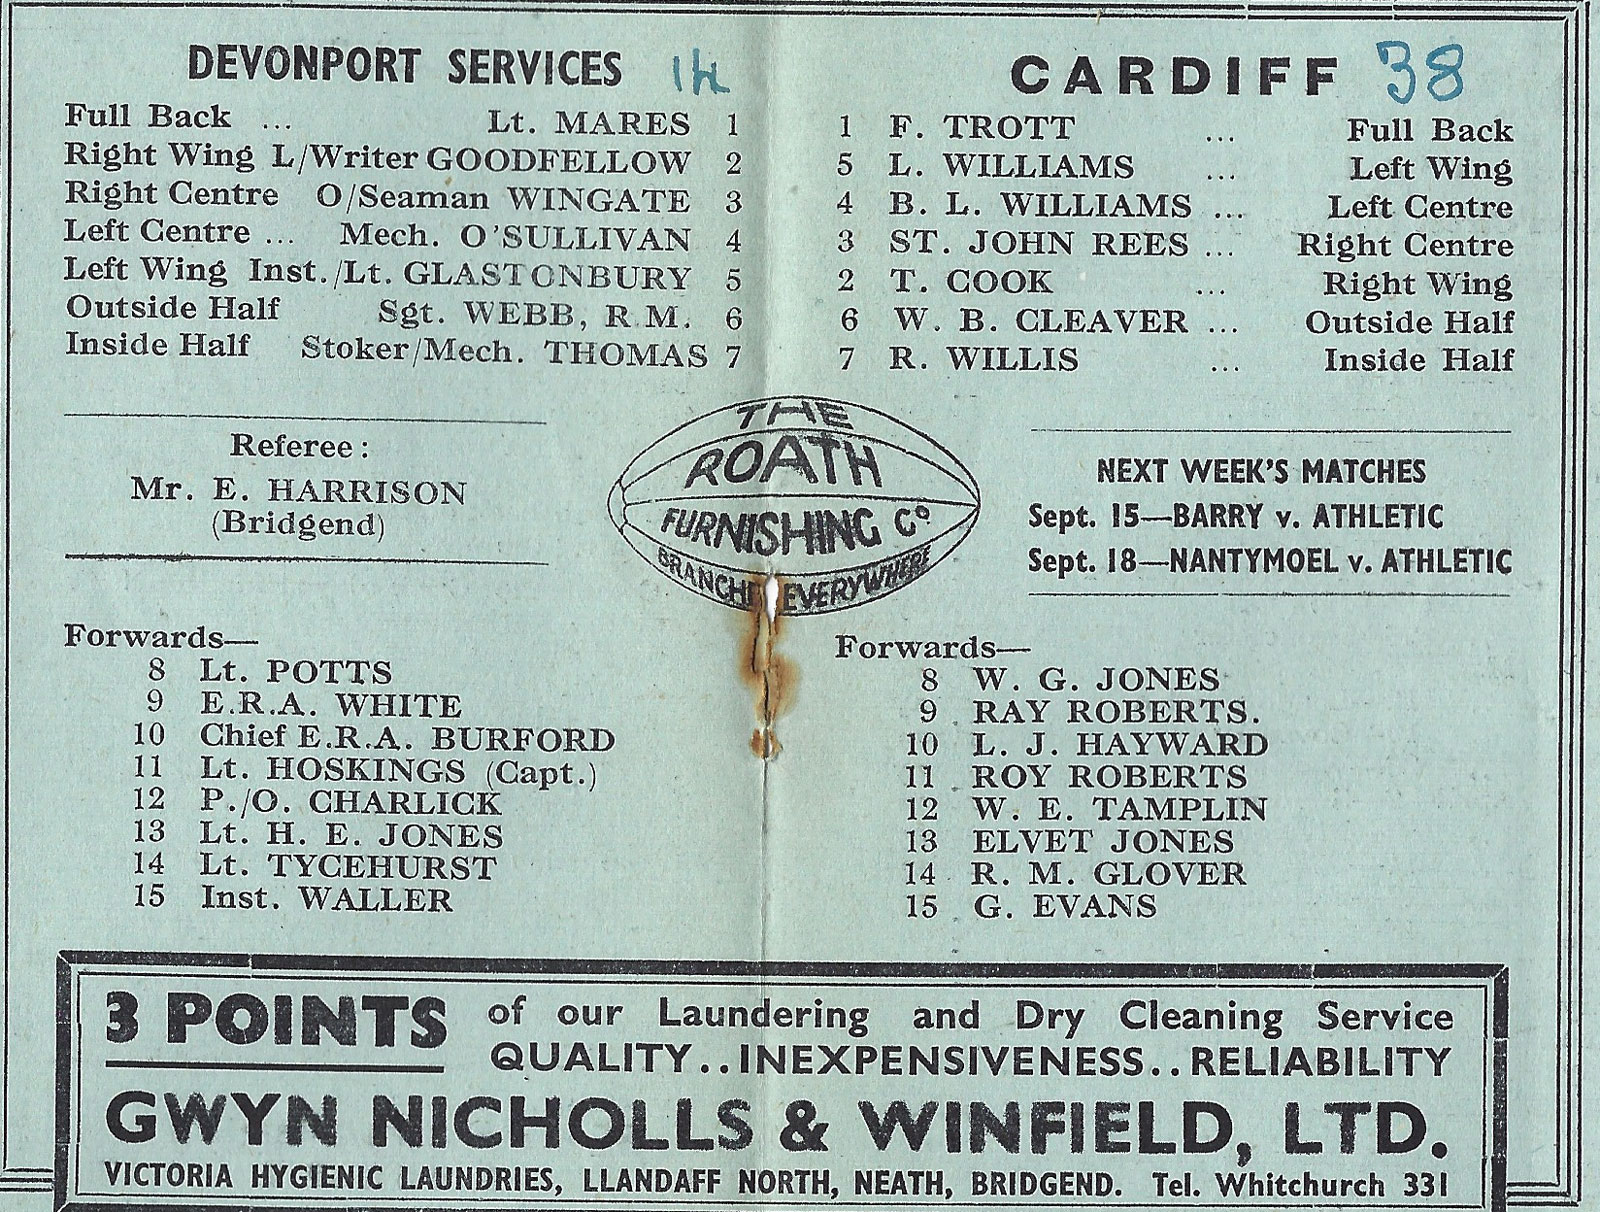 DEVONPORT SERVICES 14
Full Back ... Lt. MARES 1
Right Wing L/Writer GOODFELLOW 2
Right Centre O/Seaman WINGATE 3
Left Centre ... Mech. O'SULLIVAN 4
Left Wing Inst./Lt. GLASTONBURY 5
Outside Half Sgt. WEBB, R.M. 6
Inside Half Stoker/Mech. THOMAS 7
CARDIFF 38
1 F. TROTT ... Full Back
5 L. WILLIAMS ... Left Wing
4 B. L. WILLIAMS ... Left Centre
3 ST. JOHN REES ... Right Centre
2 T. COOK ... Right Wing
6 W. B. CLEAVER ... Outside Half
7 R. WILLIS ... Inside Half
Referee:
Mr. E. HARRISON
(Bridgend)
THE
ROATH
FURNISHING Co
BRANCHES EVERYWHERE
NEXT WEEK'S MATCHES
Sept. 15—BARRY v. ATHLETIC
Sept. 18—NANTYMOEL v. ATHLETIC
Forwards—
8 Lt. POTTS
9 E.R.A. WHITE
10 Chief E.R.A. BURFORD
11 Lt. HOSKINGS (Capt.)
12 P./O. CHARLICK
13 Lt. H. E. JONES
14 Lt. TYCEHURST
15 Inst. WALLER
Forwards—
8 W. G. JONES
9 RAY ROBERTS.
10 L. J. HAYWARD
11 ROY ROBERTS
12 W. E. TAMPLIN
13 ELVET JONES
14 R. M. GLOVER
15 G. EVANS
3 POINTS of our Laundering and Dry Cleaning Service
QUALITY..INEXPENSIVENESS..RELIABILITY
GWYN NICHOLLS & WINFIELD, LTD.
VICTORIA HYGIENIC LAUNDRIES, LLANDAFF NORTH, NEATH, BRIDGEND. Tel. Whitchurch 331